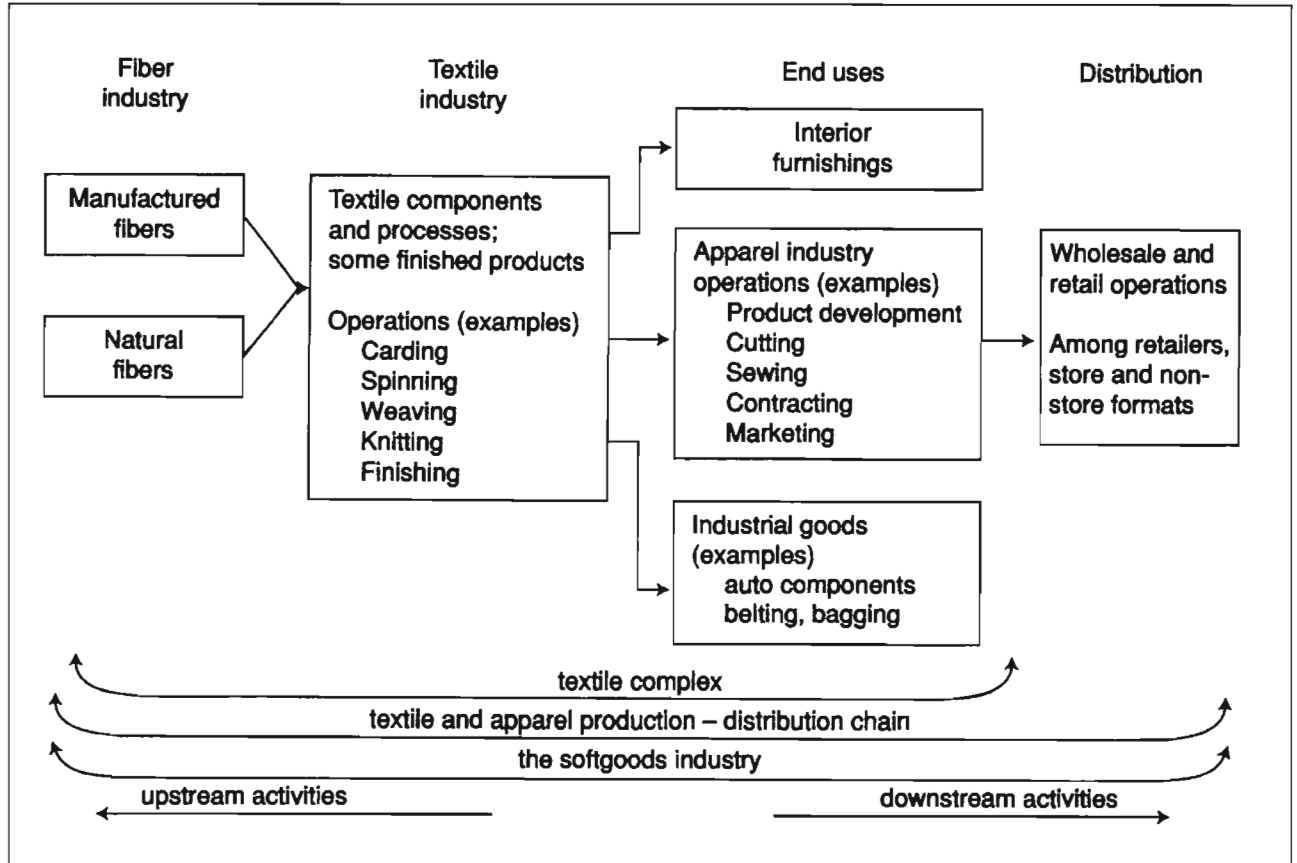 Fiber
industry
Textile
industry
End uses
Distribution
Manufactured
fibers
Natural
fibers
Textile components
and processes;
some finished products
Operations (examples)
Carding
Spinning
Weaving
Knitting
Finishing
Interior
furnishings
Apparel industry
operations (examples)
Product development
Cutting
Sewing
Contracting
Marketing
Industrial goods
(examples)
auto components
belting, bagging
Wholesale and
retail operations
Among retailers,
store and non-
store formats
textile complex
textile and apparel production – distribution chain
the softgoods industry
upstream activities
downstream activities